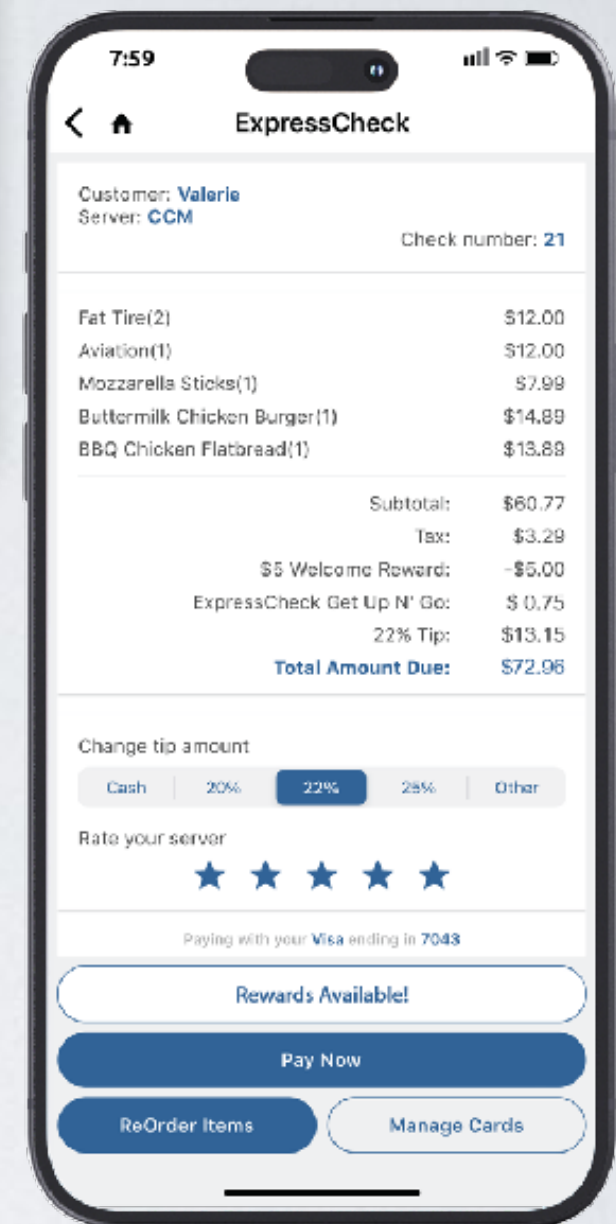 7:59
ExpressCheck
Customer: Valerie
Server: CCM
Check number: 21
Fat Tire(2) $12.00
Aviation(1) $12.00
Mozzarella Sticks(1) $7.99
Buttermilk Chicken Burger(1) $14.89
BBQ Chicken Flatbread(1) $13.89
Subtotal: $60.77
Tax: $3.29
$5 Welcome Reward: -$5.00
ExpressCheck Get Up N' Go: $ 0.75
22% Tip: $13.15
Total Amount Due: $72.96
Change tip amount
Cash 20% 22% 25% Other
Rate your server
Paying with your Visa ending in 7043
Rewards Available!
Pay Now
ReOrder Items Manage Cards